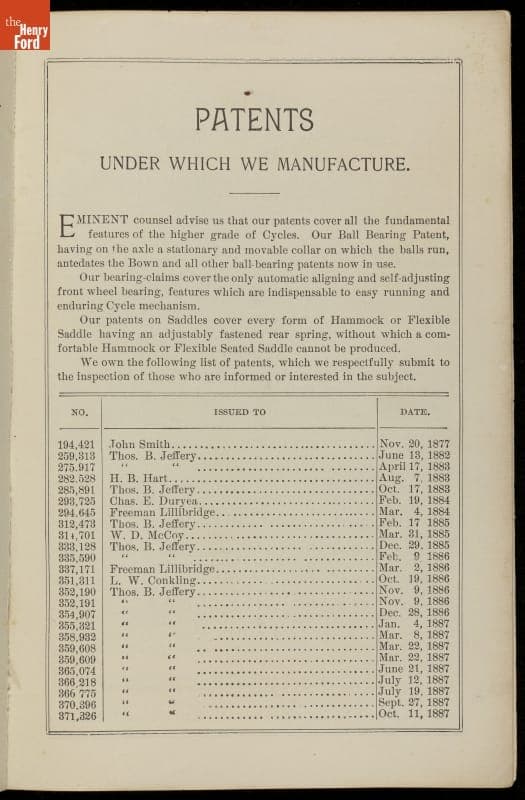 the
Henry
Ford
PATENTS
UNDER WHICH WE MANUFACTURE.
EMINENT counsel advise us that our patents cover all the fundamental
features of the higher grade of Cycles. Our Ball Bearing Patent,
having on the axle a stationary and movable collar on which the balls run,
antedates the Bown and all other ball-bearing patents now in use.
Our bearing-claims cover the only automatic aligning and self-adjusting
front wheel bearing, features which are indispensable to easy running and
enduring Cycle mechanism.
Our patents on Saddles cover every form of Hammock or Flexible
Saddle having an adjustably fastened rear spring, without which a com-
fortable Hammock or Flexible Seated Saddle cannot be produced.
We own the following list of patents, which we respectfully submit to
the inspection of those who are informed or interested in the subject.
NO. ISSUED TO DATE.
194,421 John Smith Nov. 20, 1877
259,313 Thos. B. Jeffery June 13, 1882
275.917 " " April 17, 1883
282.528 H. B. Hart Aug. 7, 1883
285,891 Thos. B. Jeffery Oct. 17, 1883
293,725 Chas. E. Duryea Feb. 19, 1884
294,645 Freeman Lillibridge Mar. 4, 1884
312,473 Thos. B. Jeffery Feb. 17 1885
314,701 W. D. McCoy Mar. 31, 1885
333,128 Thos. B. Jeffery Dec. 29, 1885
335,590 " " Feb. 9 1886
337,171 Freeman Lillibridge Mar. 2, 1886
351,311 L. W. Conkling Oct. 19, 1886
352,190 Thos. B. Jeffery Nov. 9, 1886
352,191 " " Nov. 9, 1886
354,907 " " Dec. 28, 1886
355,321 " " Jan. 4, 1887
358,932 " " Mar. 8, 1887
359,608 " " Mar. 22, 1887
359,609 " " Mar. 22, 1887
365,074 " " June 21, 1887
366,218 " " July 12, 1887
366 775 " " July 19, 1887
370,396 " " Sept. 27, 1887
371,326 " " Oct. 11, 1887